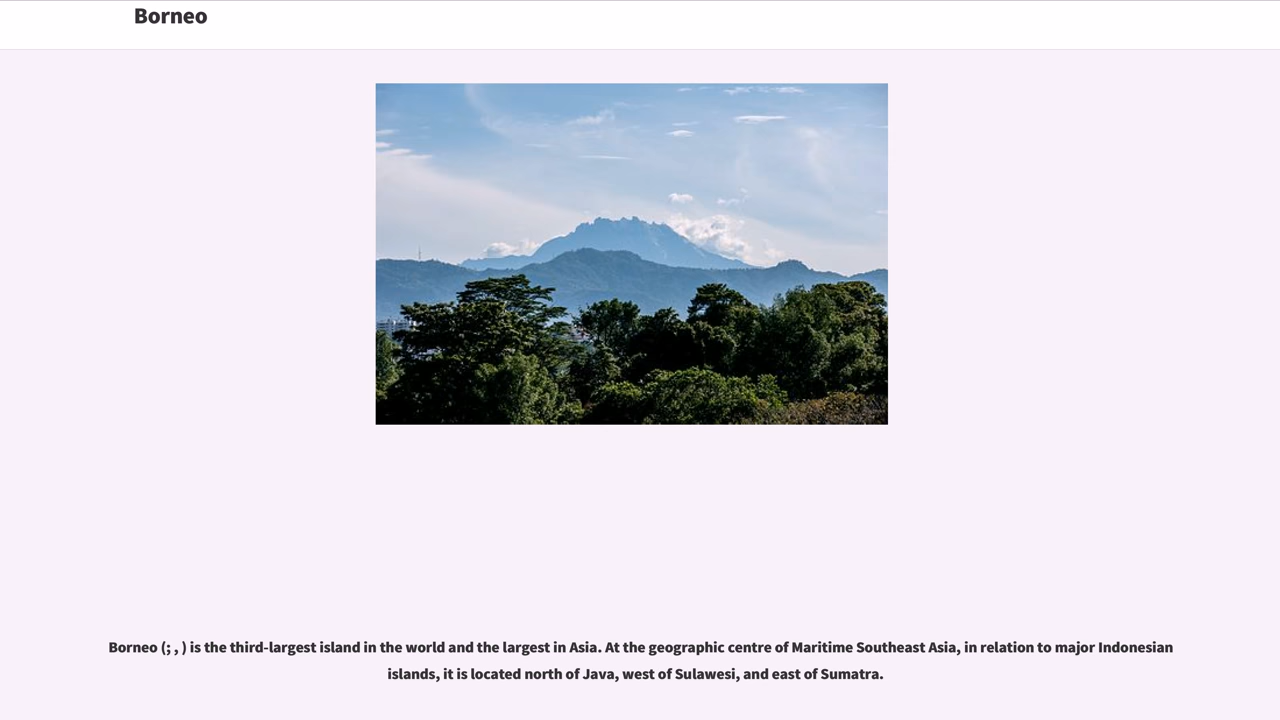 Borneo
Borneo (; , ) is the third-largest island in the world and the largest in Asia. At the geographic centre of Maritime Southeast Asia, in relation to major Indonesian
islands, it is located north of Java, west of Sulawesi, and east of Sumatra.